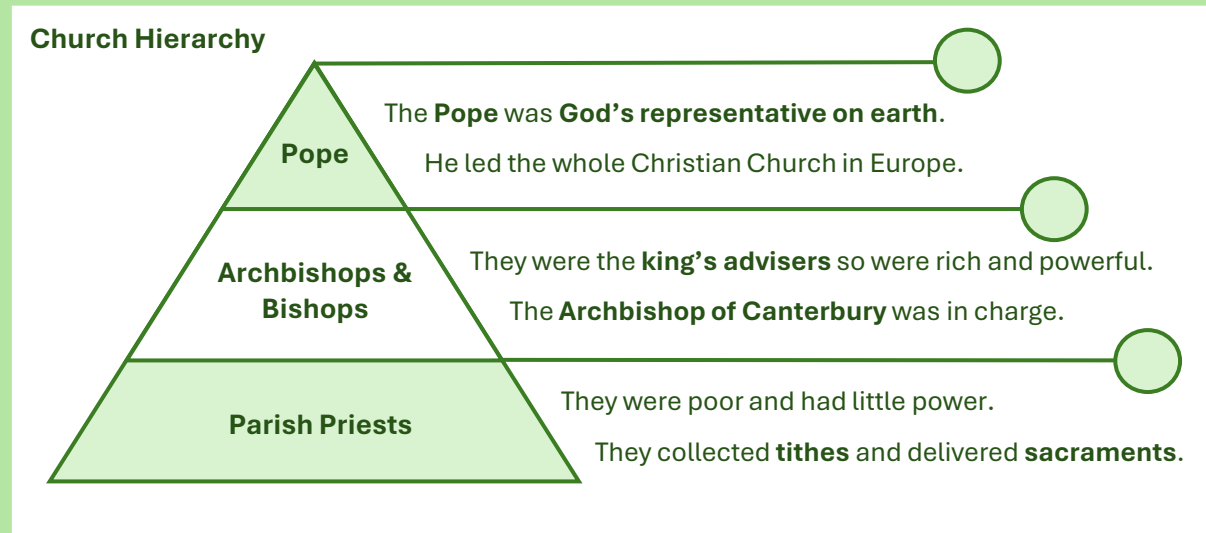 Church Hierarchy
The Pope was God's representative on earth.
Pope
He led the whole Christian Church in Europe.
Archbishops &
Bishops
They were the king's advisers so were rich and powerful.
The Archbishop of Canterbury was in charge.
Parish Priests
They were poor and had little power.
They collected tithes and delivered sacraments.